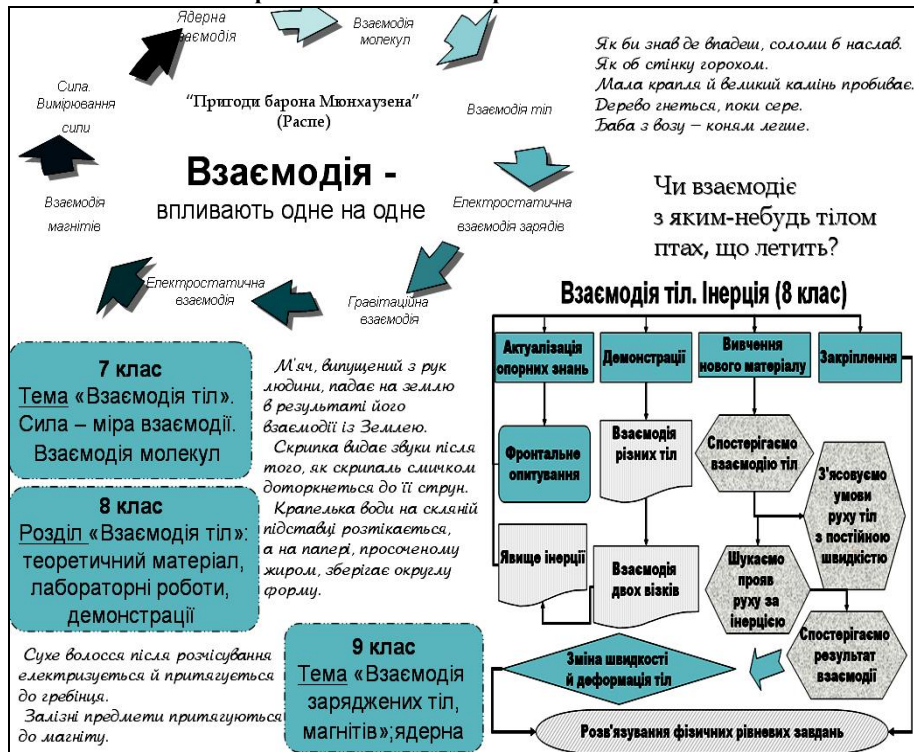 Ядерна
взаємодія
Взаємодія
молекул
Взаємодія тіл
Електростатична
взаємодія зарядів
Гравітаційна
взаємодія
Електростатична
взаємодія
Взаємодія
магнітів
Сила.
Вимірювання
сили
“Пригоди барона Мюнхаузена”
(Распе)
Взаємодія -
впливають одне на одне
Як би знав де впадеш, соломи б наслав.
Як об стінку горохом.
Мала крапля й великий камінь пробиває.
Дерево гнеться, поки сере.
Баба з возу – коням легше.
Чи взаємодіє
з яким-небудь тілом
птах, що летить?
7 клас
Тема «Взаємодія тіл».
Сила – міра взаємодії.
Взаємодія молекул
8 клас
Розділ «Взаємодія тіл»:
теоретичний матеріал,
лабораторні роботи,
демонстрації
9 клас
Тема «Взаємодія
заряджених тіл,
магнітів»;ядерна
М'яч, випущений з рук
людини, падає на землю
в результаті його
взаємодії із Землею.
Скрипка видає звуки після
того, як скрипаль смичком
доторкнеться до її струн.
Крапелька води на скляній
підставці розтікається,
а на папері, просоченому
жиром, зберігає округлу
форму.
Сухе волосся після розчісування
електризується й притягується
до гребінця.
Залізні предмети притягуються
до магніту.
Взаємодія тіл. Інерція (8 клас)
Актуалізація
опорних знань
Демонстрації
Вивчення
нового матеріалу
Закріплення
Фронтальне
опитування
Взаємодія
різних тіл
Спостерігаємо
взаємодію тіл
З'ясовуємо
умови
руху тіл
з постійною
швидкістю
Явище інерції
Взаємодія
двох візків
Шукаємо
прояв
руху за
інерцією
Спостерігаємо
результат
взаємодії
Зміна швидкості
й деформація тіл
Розв'язування фізичних рівневих завдань